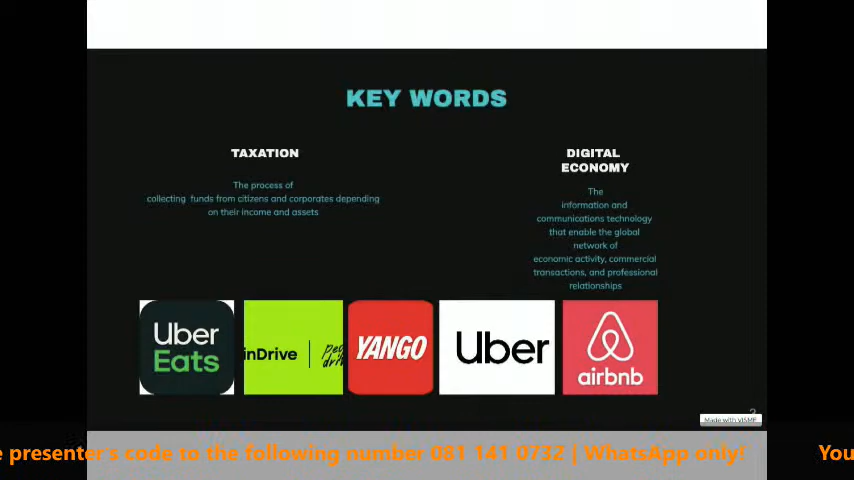 KEY WORDS
TAXATION
The process of
collecting funds from citizens and corporates depending
on their income and assets
DIGITAL
ECONOMY
The
information and
communications technology
that enable the global
network of
economic activity, commercial
transactions, and professional
relationships
Uber
Eats
inDrive
YANGO
Uber
airbnb
Made with VISME
presenter's code to the following number 081 141 0732 | WhatsApp only!
You